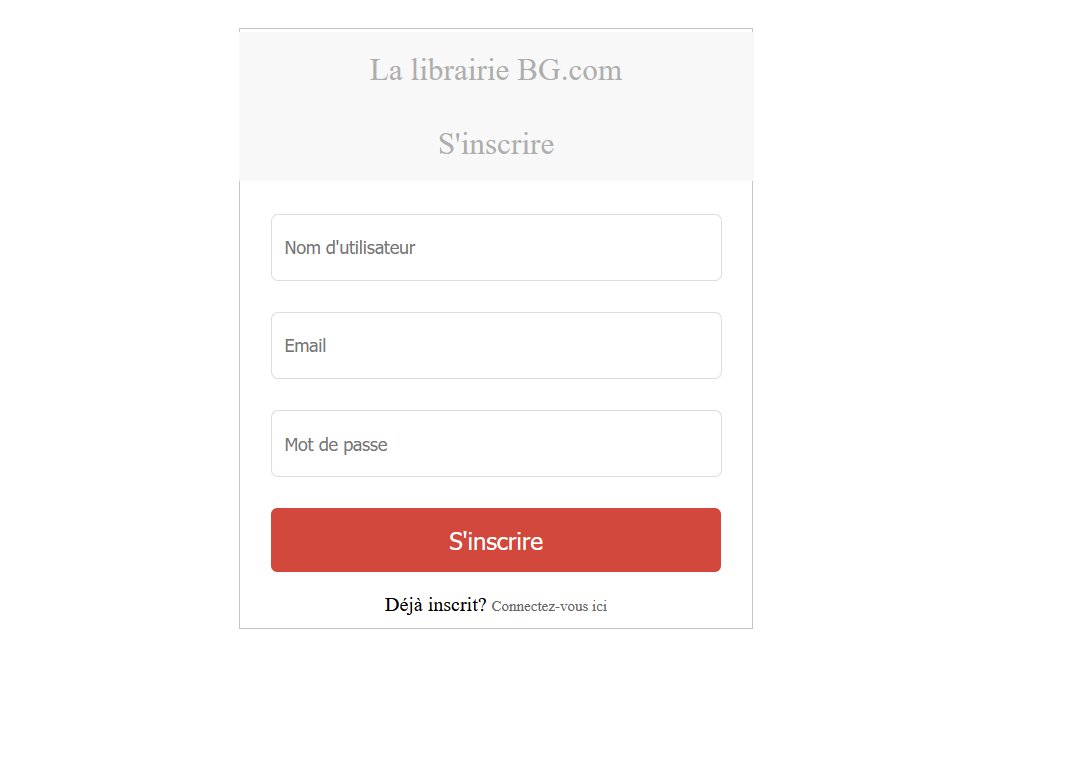 La librairie BG.com
S'inscrire
Nom d'utilisateur
Email
Mot de passe
S'inscrire
Déjà inscrit? Connectez-vous ici